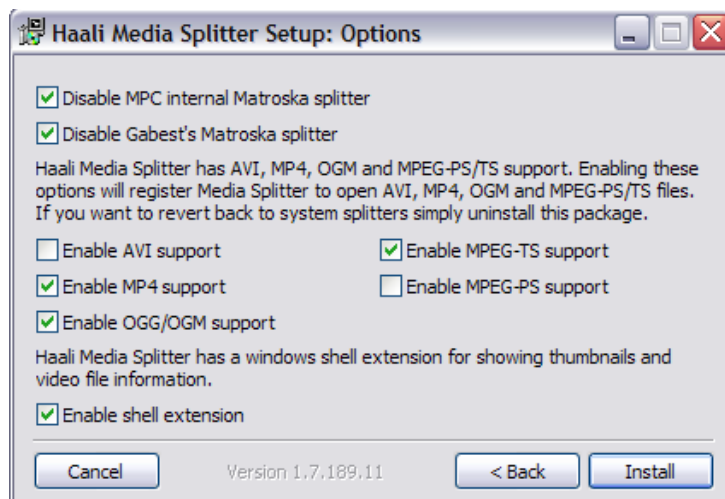 Haali Media Splitter Setup: Options
Disable MPC internal Matroska splitter
Disable Gabest's Matroska splitter
Haali Media Splitter has AVI, MP4, OGM and MPEG-PS/TS support. Enabling these
options will register Media Splitter to open AVI, MP4, OGM and MPEG-PS/TS files.
If you want to revert back to system splitters simply uninstall this package.
Enable AVI support
Enable MPEG-TS support
Enable MP4 support
Enable MPEG-PS support
Enable OGG/OGM support
Haali Media Splitter has a windows shell extension for showing thumbnails and
video file information.
Enable shell extension
Cancel
Version 1.7.189.11
< Back
Install